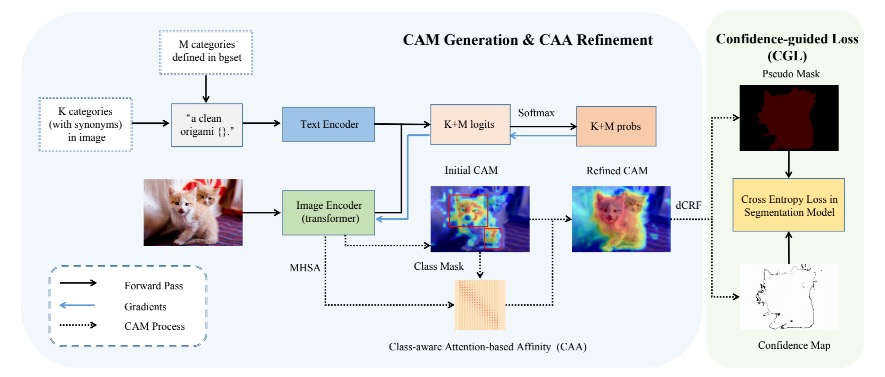 CAM Generation & CAA Refinement
Confidence-guided Loss
(CGL)
M categories
defined in bgset
K categories
(with synonyms)
in image
"a clean
origami {}."
Text Encoder
K+M logits
Softmax
K+M probs
Pseudo Mask
Image Encoder
(transformer)
Initial CAM
Refined CAM
dCRF
Cross Entropy Loss in
Segmentation Model
MHSA
Class Mask
Forward Pass
Gradients
CAM Process
Class-aware Attention-based Affinity (CAA)
Confidence Map